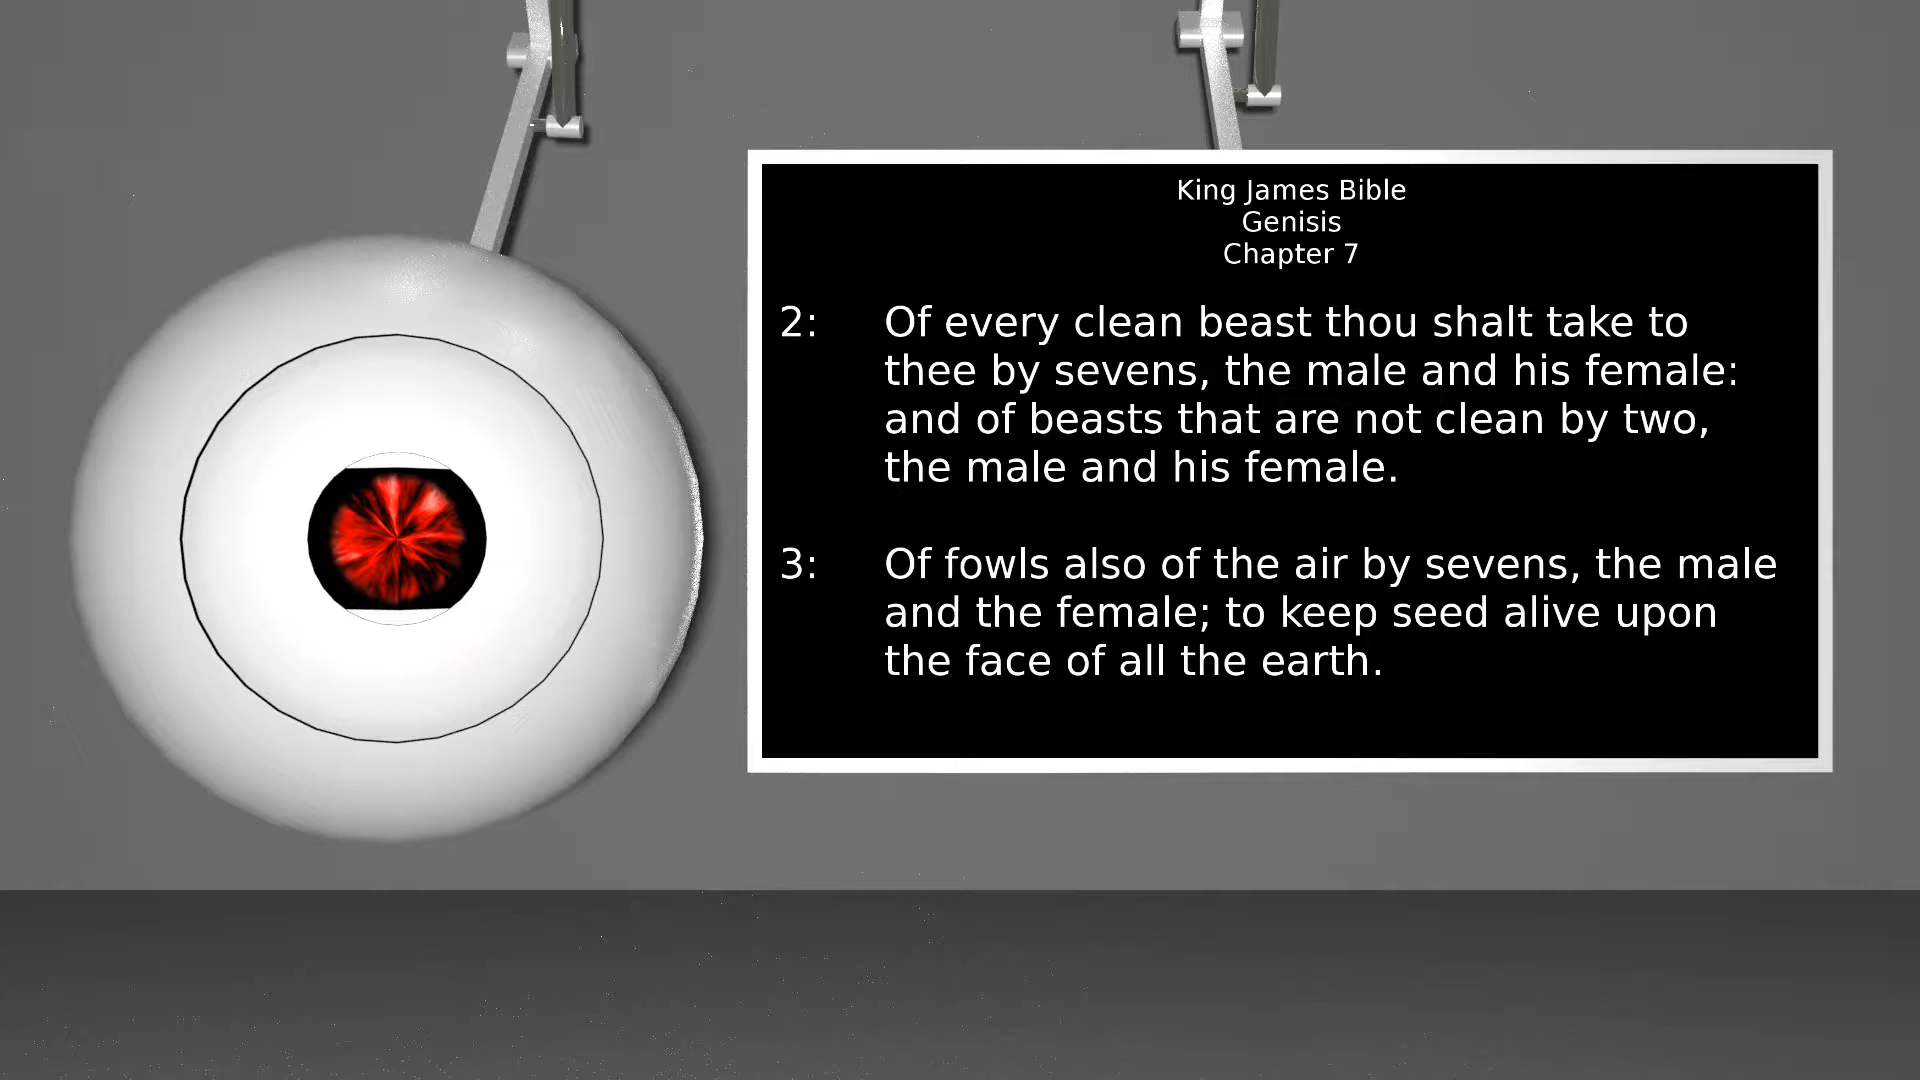 King James Bible
Genisis
Chapter 7
2: Of every clean beast thou shalt take to
thee by sevens, the male and his female:
and of beasts that are not clean by two,
the male and his female.
3: Of fowls also of the air by sevens, the male
and the female; to keep seed alive upon
the face of all the earth.